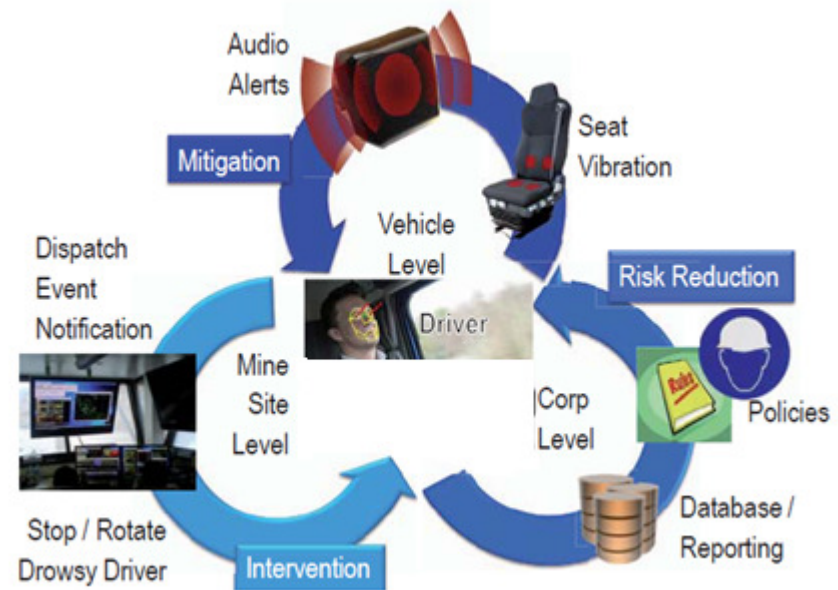 Audio
Alerts
Mitigation
Seat
Vibration
Vehicle
Level
Dispatch
Event
Notification
Risk Reduction
Driver
Mine
Site
Level
Corp
Level
Rules
Policies
Database /
Reporting
Stop / Rotate
Drowsy Driver
Intervention